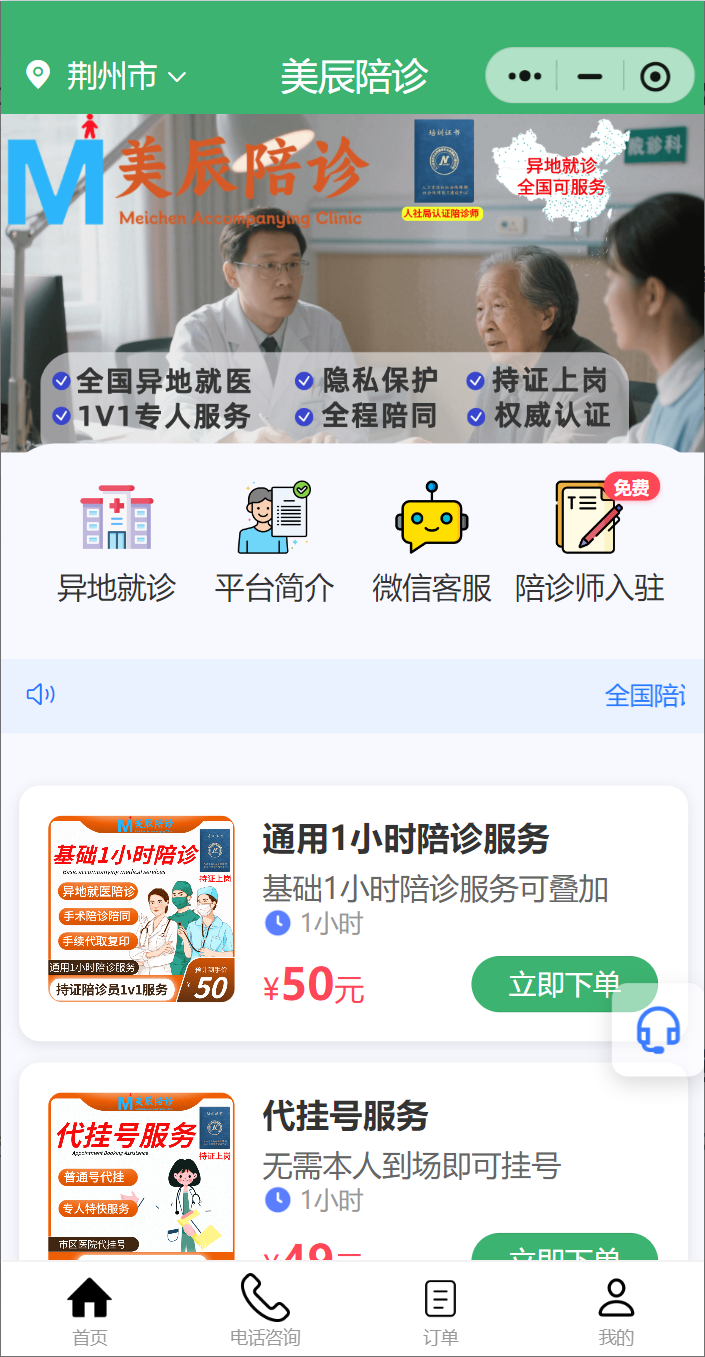 荆州市
美辰陪诊
美辰陪诊
Meichen Accompanying Clinic
培训证书
人社局认证陪诊师
异地就诊
全国可服务
诊科
全国异地就医 隐私保护 持证上岗
1V1专人服务 全程陪同 权威认证
免费
异地就诊 平台简介 微信客服 陪诊师入驻
全国陪
美辰陪诊
基础1小时陪诊
Basic accompany medical services
持证上岗
异地就医陪诊
手术陪诊陪同
手续代取复印
通用1小时陪诊服务
持证陪诊员1v1服务
¥50
通用1小时陪诊服务
基础1小时陪诊服务可叠加
1小时
¥50元
立即下单
美辰陪诊
代挂号服务
Appointment Booking Assistance
持证上岗
普通号代挂
专人特快服务
市区医院代挂号
代挂号服务
无需本人到场即可挂号
1小时
¥49元
立即下单
首页 电话咨询 订单 我的